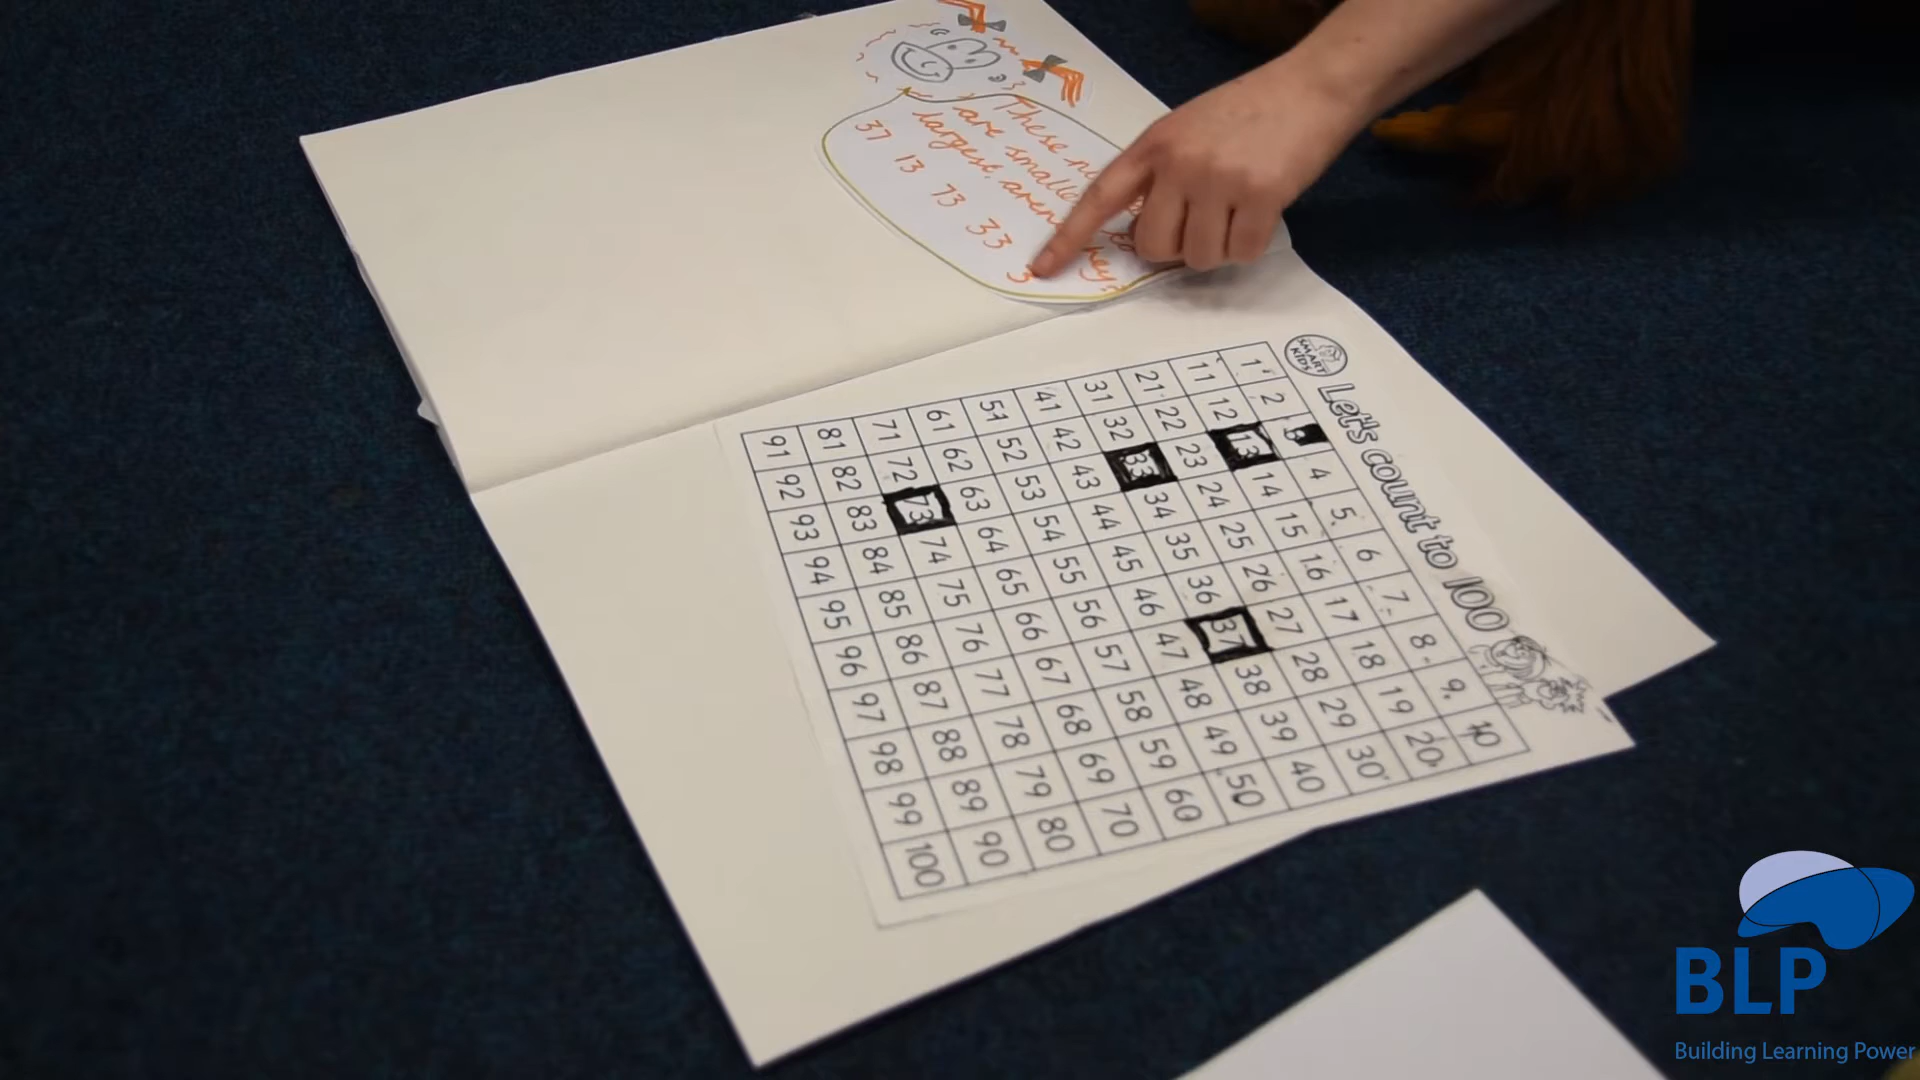 These
are smalle
largest, aren hey?
37 13 73 33 3
SMART KIDS
Let's count to 100
1 2 4 5 6 7 8 9 10
11 12 13 14 15 16 17 18 19 20
21 22 23 24 25 26 27 28 29 30
31 32 33 34 35 36 37 38 39 40
41 42 43 44 45 46 47 48 49 50
51 52 53 54 55 56 57 58 59 60
61 62 63 64 65 66 67 68 69 70
71 72 73 74 75 76 77 78 79 80
81 82 83 84 85 86 87 88 89 90
91 92 93 94 95 96 97 98 99 100
BLP
Building Learning Power